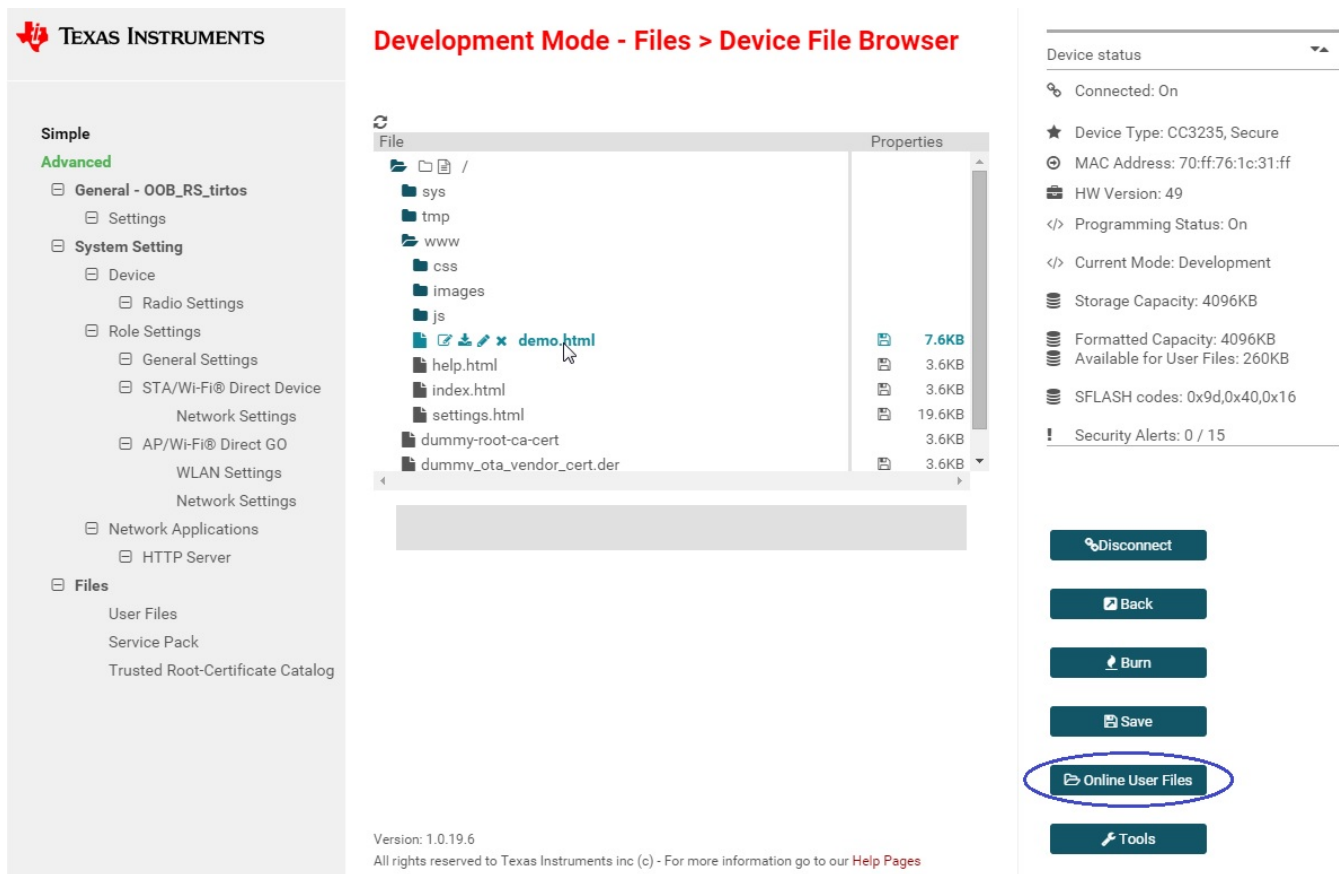 TEXAS INSTRUMENTS
Development Mode - Files > Device File Browser
Simple
Advanced
General - OOB_RS_tirtos
Settings
System Setting
Device
Radio Settings
Role Settings
General Settings
STA/Wi-Fi® Direct Device
Network Settings
AP/Wi-Fi® Direct GO
WLAN Settings
Network Settings
Network Applications
HTTP Server
Files
User Files
Service Pack
Trusted Root-Certificate Catalog
File Properties
/
sys
tmp
www
css
images
js
demo.html 7.6KB
help.html 3.6KB
index.html 3.6KB
settings.html 19.6KB
dummy-root-ca-cert 3.6KB
dummy_ota_vendor_cert.der 3.6KB
Version: 1.0.19.6
All rights reserved to Texas Instruments inc (c) - For more information go to our Help Pages
Device status
Connected: On
Device Type: CC3235, Secure
MAC Address: 70:ff:76:1c:31:ff
HW Version: 49
</> Programming Status: On
</> Current Mode: Development
Storage Capacity: 4096KB
Formatted Capacity: 4096KB
Available for User Files: 260KB
SFLASH codes: 0x9d,0x40,0x16
! Security Alerts: 0 / 15
Disconnect
Back
Burn
Save
Online User Files
Tools